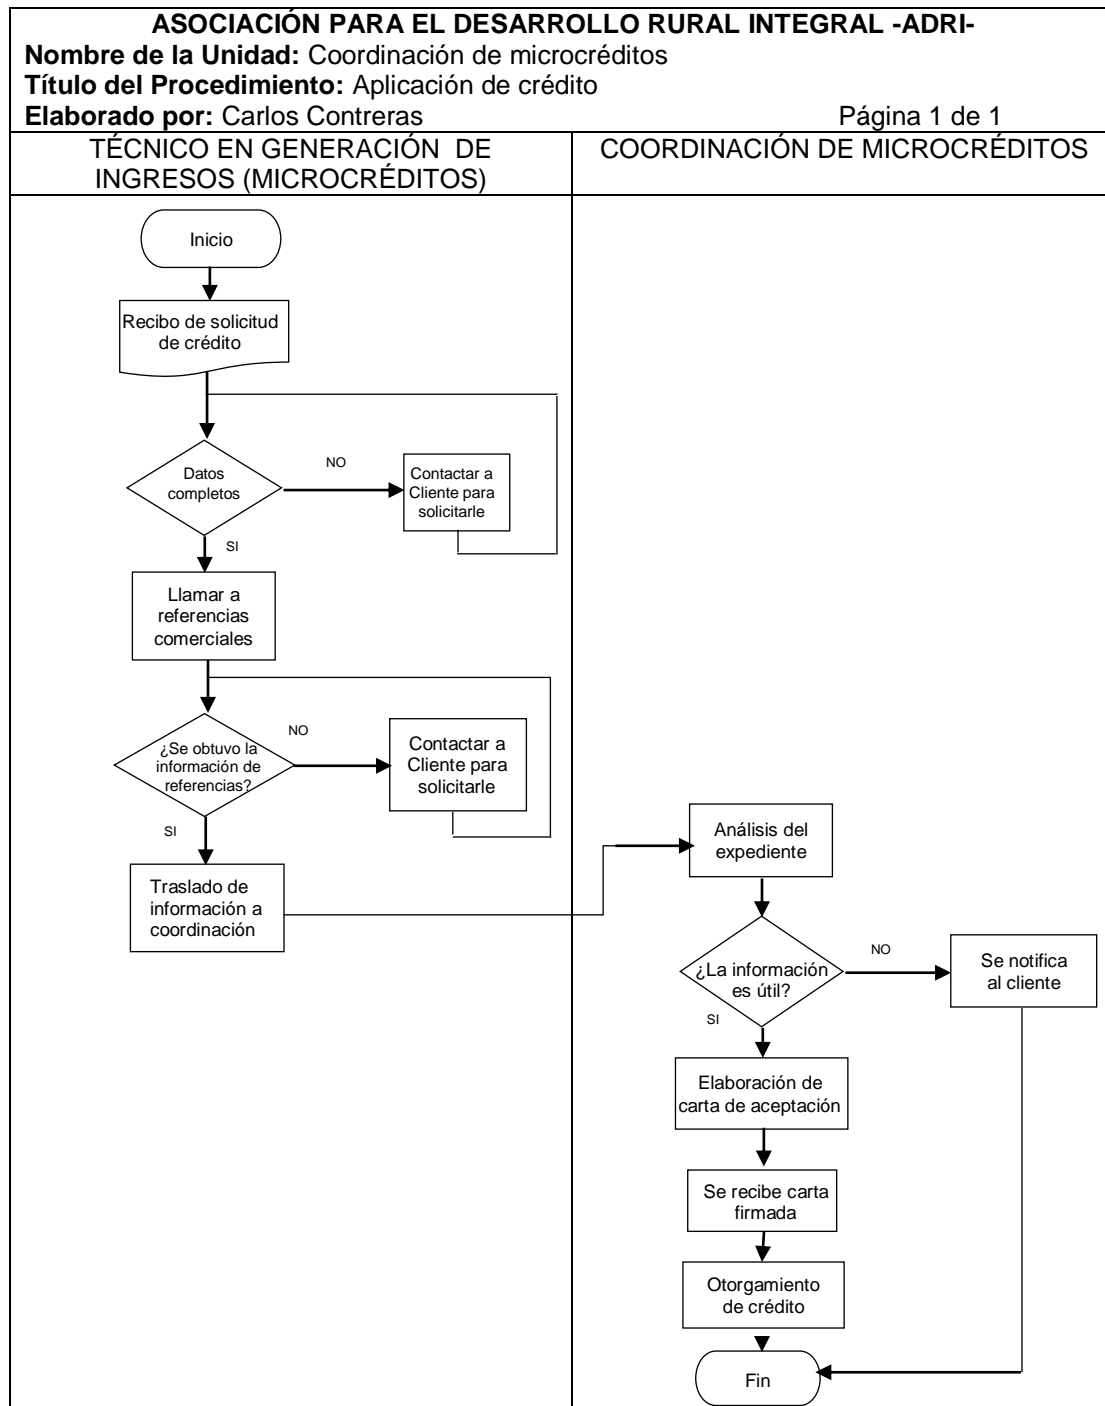 ASOCIACIÓN PARA EL DESARROLLO RURAL INTEGRAL -ADRI-
Nombre de la Unidad: Coordinación de microcréditos
Título del Procedimiento: Aplicación de crédito
Elaborado por: Carlos Contreras Página 1 de 1
TÉCNICO EN GENERACIÓN DE
INGRESOS (MICROCRÉDITOS)
COORDINACIÓN DE MICROCRÉDITOS
Inicio
Recibo de solicitud
de crédito
Datos
completos
NO
Contactar a
Cliente para
solicitarle
SI
Llamar a
referencias
comerciales
¿Se obtuvo la
información de
referencias?
NO
Contactar a
Cliente para
solicitarle
SI
Traslado de
información a
coordinación
Análisis del
expediente
¿La información
es útil?
NO
Se notifica
al cliente
SI
Elaboración de
carta de aceptación
Se recibe carta
firmada
Otorgamiento
de crédito
Fin